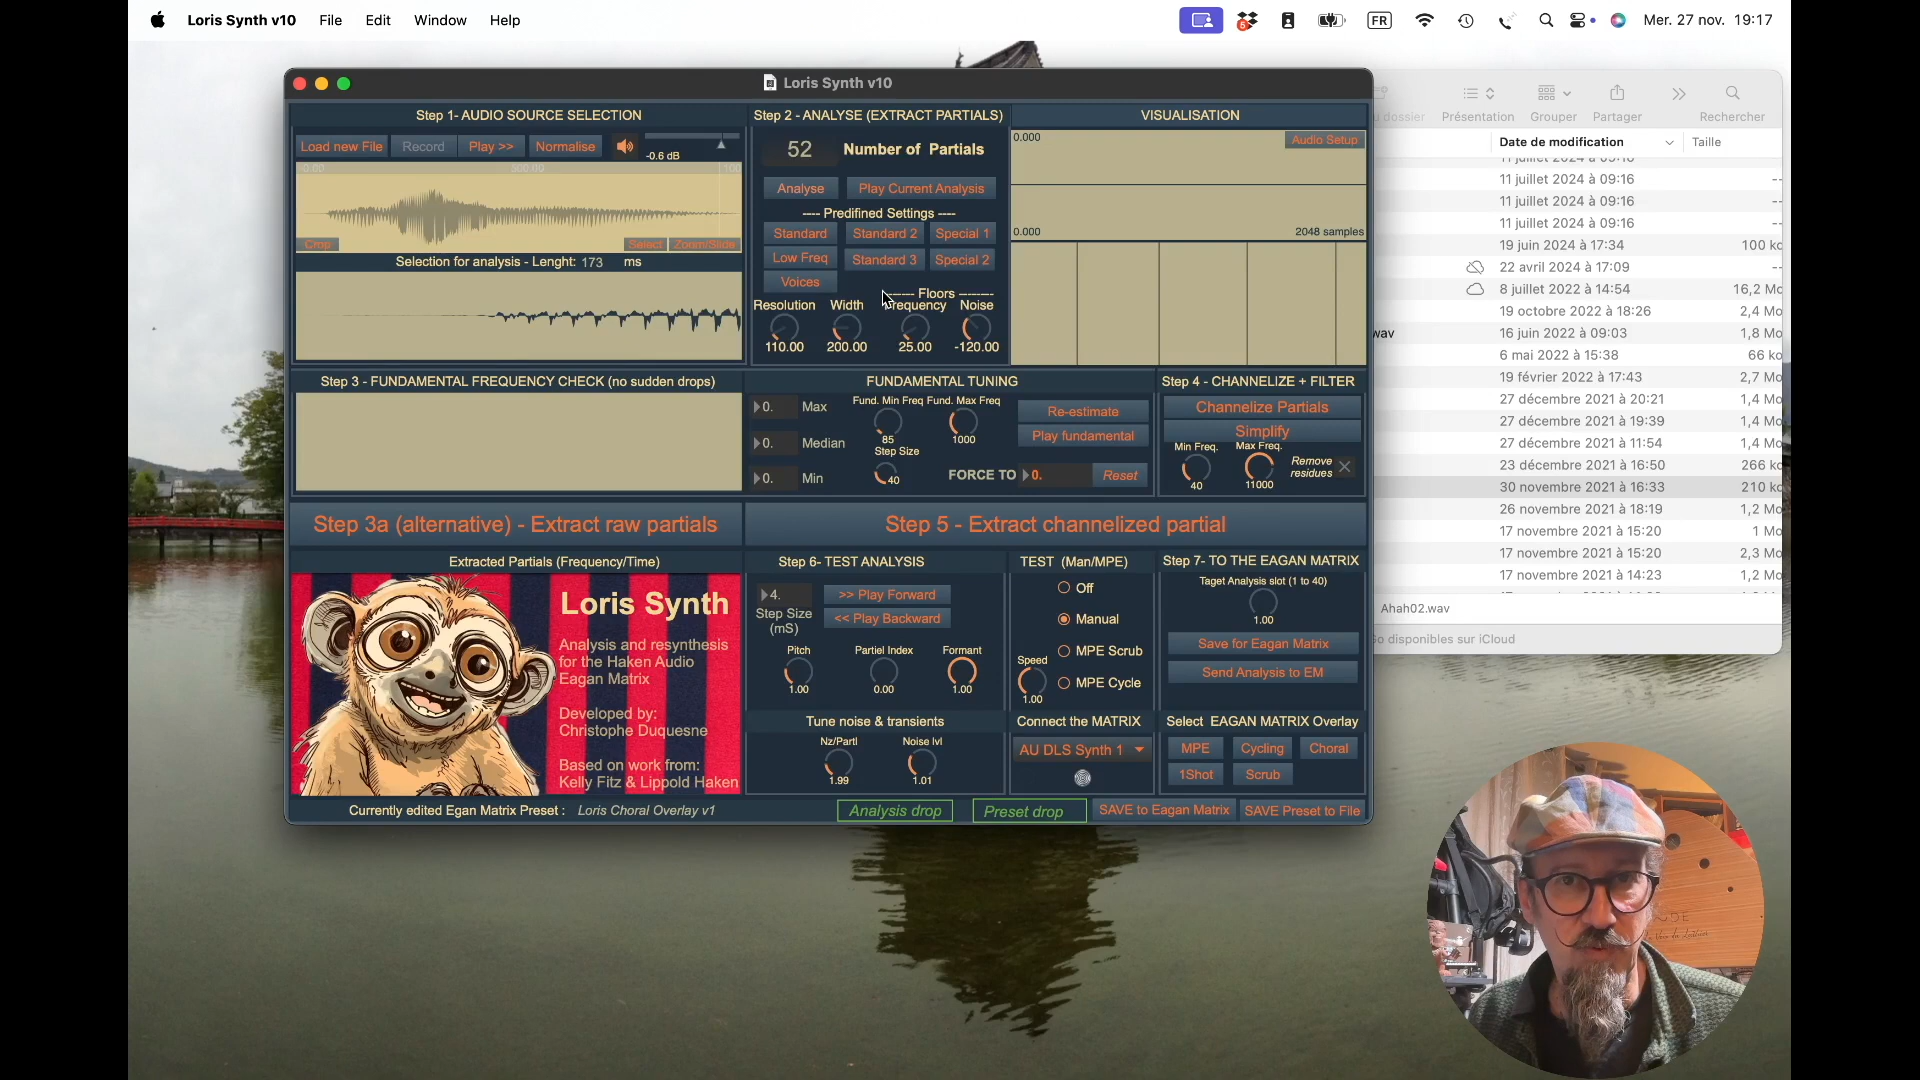 Loris Synth v10 File Edit Window Help
5 FR Mer. 27 nov. 19:17
Loris Synth v10
Step 1- AUDIO SOURCE SELECTION
Load new File Record Play >> Normalise -0.6 dB
Crop Select Zoom/Slide
Selection for analysis - Lenght: 173 ms
Step 2 - ANALYSE (EXTRACT PARTIALS)
52 Number of Partials
Analyse Play Current Analysis
---- Predifined Settings ----
Standard Standard 2 Special 1
Low Freq Standard 3 Special 2
Voices
Floors --------
Resolution Width Frequency Noise
110.00 200.00 25.00 -120.00
VISUALISATION
0.000 Audio Setup
0.000 2048 samples
Step 3 - FUNDAMENTAL FREQUENCY CHECK (no sudden drops)
FUNDAMENTAL TUNING
0. Max
0. Median
0. Min
Fund. Min Freq Fund. Max Freq
85 1000
Step Size
40
Re-estimate
Play fundamental
FORCE TO 0. Reset
Step 4 - CHANNELIZE + FILTER
Channelize Partials
Simplify
Min Freq. Max Freq.
40 11000
Remove
residues
Step 3a (alternative) - Extract raw partials
Step 5 - Extract channelized partial
Extracted Partials (Frequency/Time)
Loris Synth
Analysis and resynthesis
for the Haken Audio
Eagan Matrix
Developed by:
Christophe Duquesne
Based on work from:
Kelly Fitz & Lippold Haken
Step 6- TEST ANALYSIS
4. >> Play Forward
Step Size
(mS)
<< Play Backward
Pitch Partiel Index Formant
1.00 0.00 1.00
Tune noise & transients
Nz/Partl Noise lvl
1.99 1.01
TEST (Man/MPE)
Off
Manual
MPE Scrub
MPE Cycle
Speed
1.00
Connect the MATRIX
AU DLS Synth 1
Step 7- TO THE EAGAN MATRIX
Taget Analysis slot (1 to 40)
1.00
Save for Eagan Matrix
Send Analysis to EM
Select EAGAN MATRIX Overlay
MPE Cycling Choral
1Shot Scrub
Currently edited Egan Matrix Preset : Loris Choral Overlay v1
Analysis drop Preset drop SAVE to Eagan Matrix SAVE Preset to File
dossier Présentation Grouper Partager Rechercher
Date de modification Taille
11 juillet 2024 à 09:16 --
11 juillet 2024 à 09:16 --
11 juillet 2024 à 09:16 --
19 juin 2024 à 17:34 100 ko
22 avril 2024 à 17:09 --
8 juillet 2022 à 14:54 16,2 Mo
19 octobre 2022 à 18:26 2,4 Mo
wav 16 juin 2022 à 09:03 1,8 Mo
6 mai 2022 à 15:38 66 ko
19 février 2022 à 17:43 2,7 Mo
27 décembre 2021 à 20:21 1,4 Mo
27 décembre 2021 à 19:39 1,4 Mo
27 décembre 2021 à 11:54 1,4 Mo
23 décembre 2021 à 16:50 266 ko
30 novembre 2021 à 16:33 210 ko
26 novembre 2021 à 18:19 1,2 Mo
17 novembre 2021 à 15:20 1 Mo
17 novembre 2021 à 15:20 2,3 Mo
17 novembre 2021 à 14:23 1,2 Mo
Ahah02.wav
Go disponibles sur iCloud